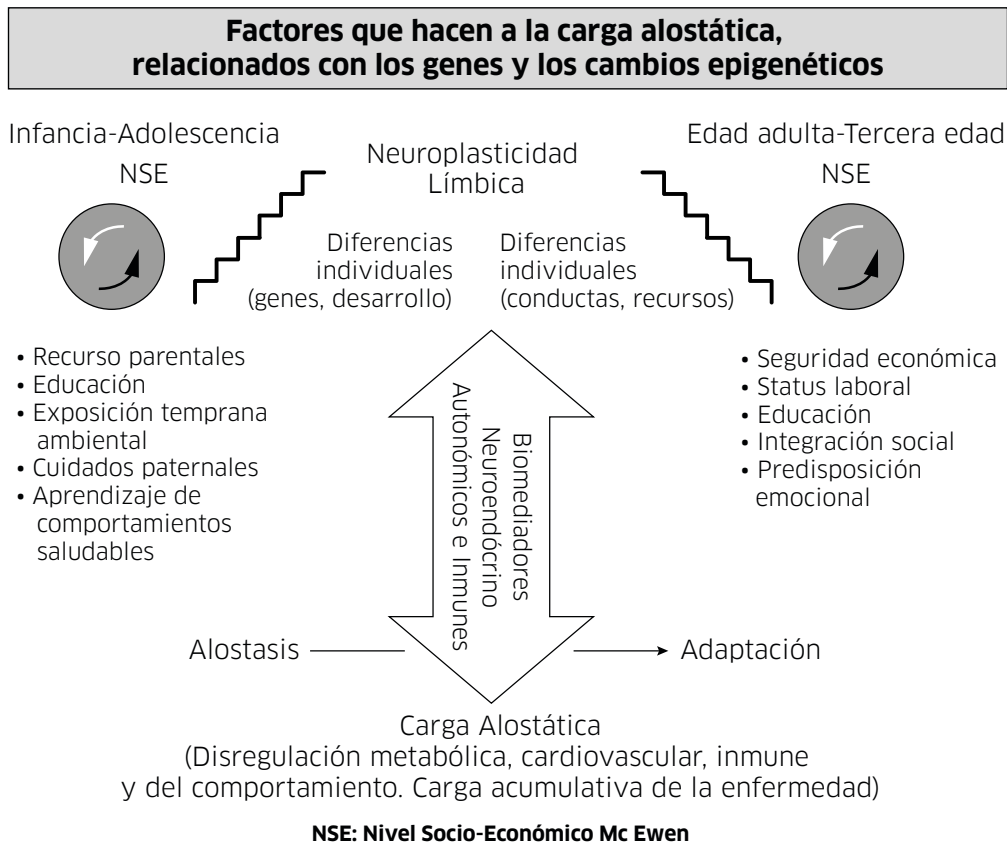 Factores que hacen a la carga alostática,
relacionados con los genes y los cambios epigenéticos
Infancia-Adolescencia
NSE
Neuroplasticidad
Límbica
Edad adulta-Tercera edad
NSE
Diferencias
individuales
(genes, desarrollo)
Diferencias
individuales
(conductas, recursos)
• Recurso parentales
• Educación
• Exposición temprana
ambiental
• Cuidados paternales
• Aprendizaje de
comportamientos
saludables
Biomediadores
Neuroendócrino
Autonómicos e Inmunes
• Seguridad económica
• Status laboral
• Educación
• Integración social
• Predisposición
emocional
Alostasis
Adaptación
Carga Alostática
(Disregulación metabólica, cardiovascular, inmune
y del comportamiento. Carga acumulativa de la enfermedad)
NSE: Nivel Socio-Económico Mc Ewen